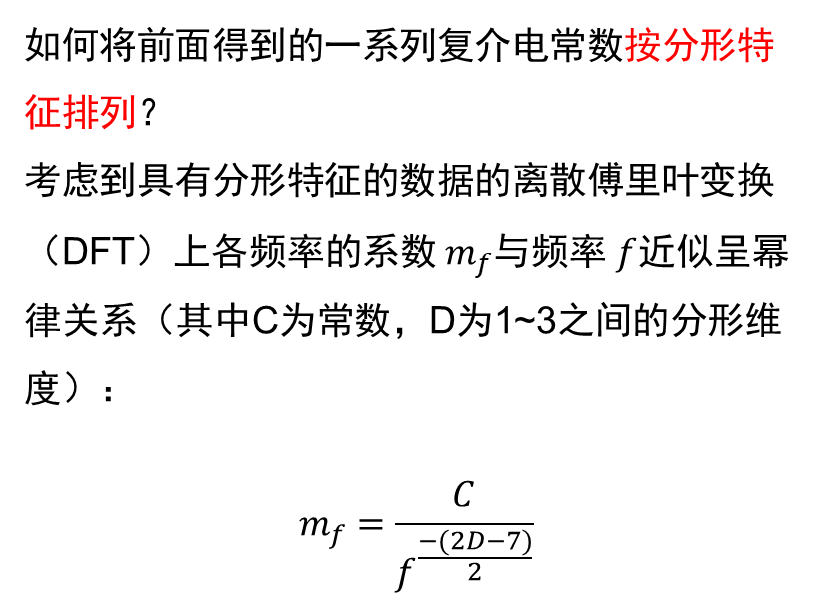 如何将前面得到的一系列复介电常数按分形特
征排列？
考虑到具有分形特征的数据的离散傅里叶变换
（DFT）上各频率的系数 m_f与频率 f近似呈幂
律关系（其中C为常数，D为1~3之间的分形维
度）：
m_f = C / f^(−(2D−7)/2)